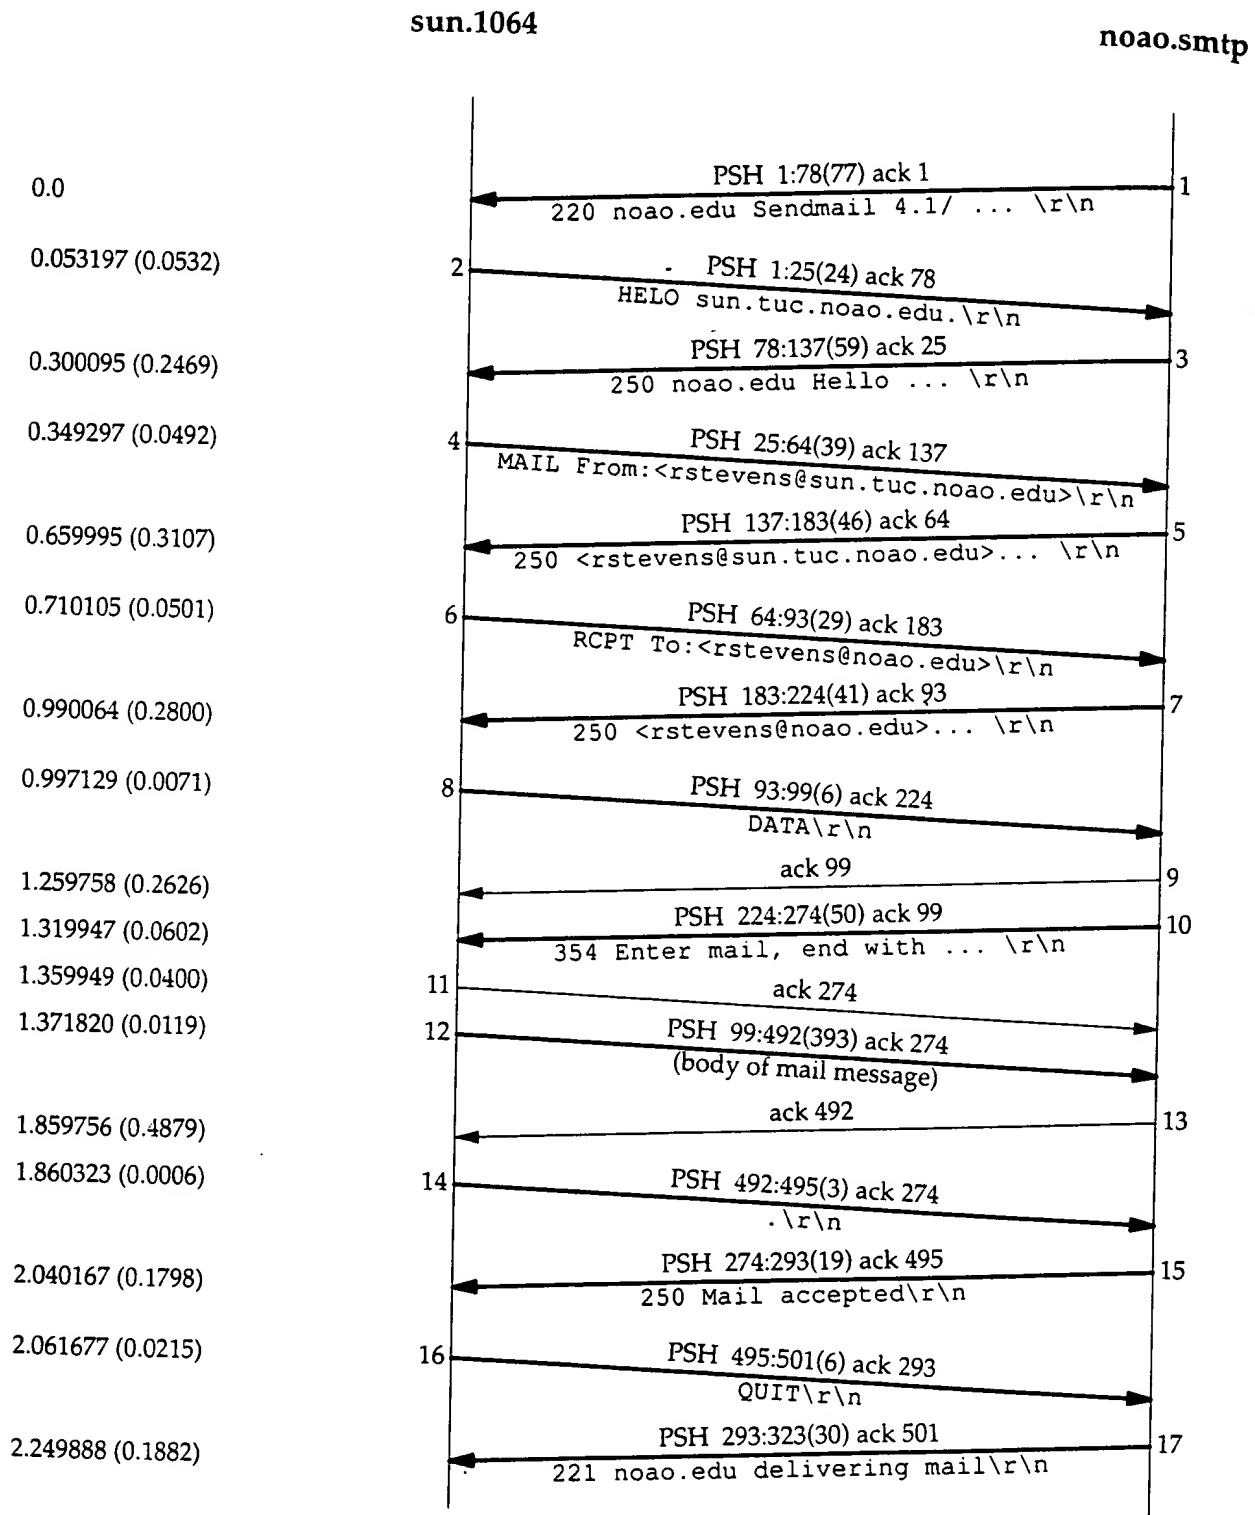 sun.1064
noao.smtp
0.0
PSH 1:78(77) ack 1
1
220 noao.edu Sendmail 4.1/ ... \r\n
0.053197 (0.0532)
2
PSH 1:25(24) ack 78
HELO sun.tuc.noao.edu.\r\n
0.300095 (0.2469)
PSH 78:137(59) ack 25
3
250 noao.edu Hello ... \r\n
0.349297 (0.0492)
4
PSH 25:64(39) ack 137
MAIL From:<rstevens@sun.tuc.noao.edu>\r\n
0.659995 (0.3107)
PSH 137:183(46) ack 64
5
250 <rstevens@sun.tuc.noao.edu>... \r\n
0.710105 (0.0501)
6
PSH 64:93(29) ack 183
RCPT To:<rstevens@noao.edu>\r\n
0.990064 (0.2800)
PSH 183:224(41) ack 93
7
250 <rstevens@noao.edu>... \r\n
0.997129 (0.0071)
8
PSH 93:99(6) ack 224
DATA\r\n
1.259758 (0.2626)
ack 99
9
1.319947 (0.0602)
PSH 224:274(50) ack 99
10
354 Enter mail, end with ... \r\n
1.359949 (0.0400)
11
ack 274
1.371820 (0.0119)
12
PSH 99:492(393) ack 274
(body of mail message)
1.859756 (0.4879)
ack 492
13
1.860323 (0.0006)
14
PSH 492:495(3) ack 274
.\r\n
2.040167 (0.1798)
PSH 274:293(19) ack 495
15
250 Mail accepted\r\n
2.061677 (0.0215)
16
PSH 495:501(6) ack 293
QUIT\r\n
2.249888 (0.1882)
PSH 293:323(30) ack 501
17
221 noao.edu delivering mail\r\n